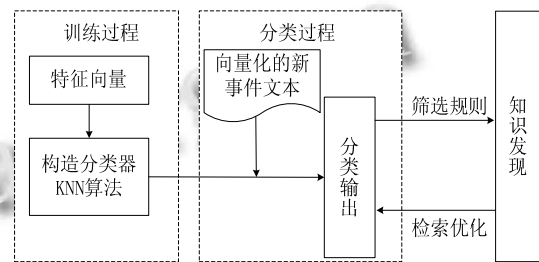 训练过程
特征向量
构造分类器
KNN算法
分类过程
向量化的新
事件文本
分类输出
筛选规则
检索优化
知识发现